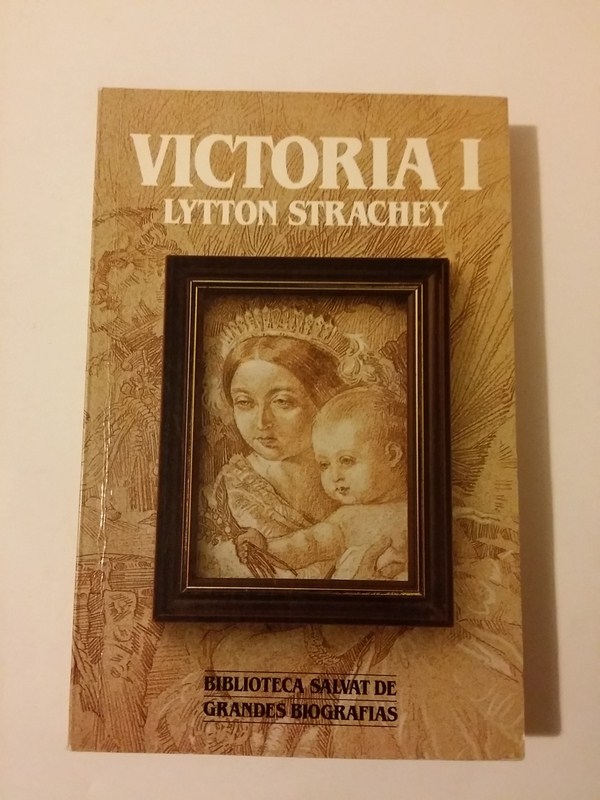 VICTORIA I
LYTTON STRACHEY
BIBLIOTECA SALVAT DE
GRANDES BIOGRAFIAS